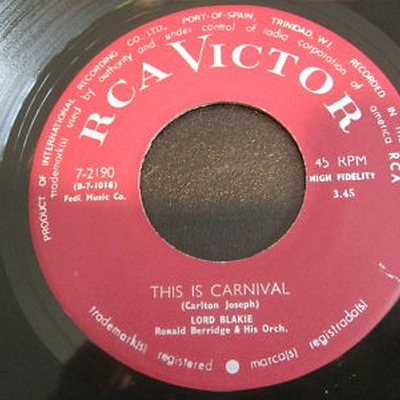 PRODUCT OF INTERNATIONAL RECORDING CO., LTD., PORT-OF-SPAIN, TRINIDAD, W.I. RECORDED IN THE
trademark(s) used by authority and under control of radio corporation of america RCA
RCA VICTOR
7-2190
(B-7-1018)
Fedl. Music Co.
45 RPM
HIGH FIDELITY
3.45
THIS IS CARNIVAL
(Carlton Joseph)
LORD BLAKIE
Ronald Berridge & His Orch.
trademark(s) registered marca(s) registrada(s)